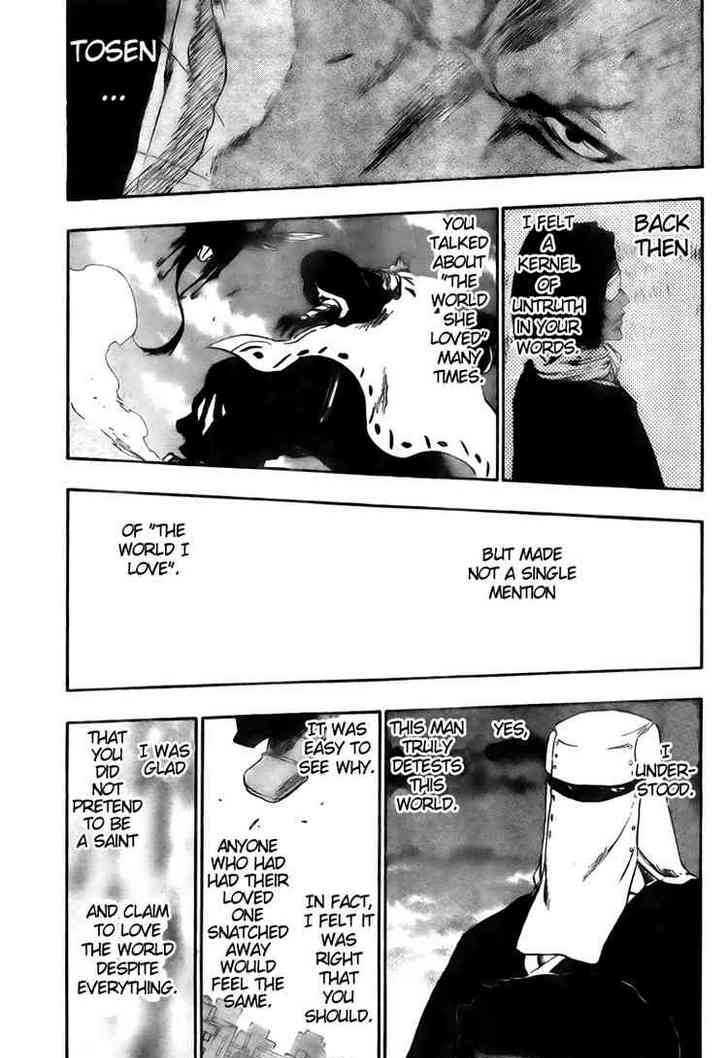 TOSEN
...
BACK
THEN
I FELT
A
KERNEL
OF
UNTRUTH
IN YOUR
WORDS.
YOU
TALKED
ABOUT
"THE
WORLD
SHE
LOVED"
MANY
TIMES.
BUT MADE
NOT A SINGLE
MENTION
OF "THE
WORLD I
LOVE".
I
UNDER-
STOOD.
YES,
THIS MAN
TRULY
DETESTS
THIS
WORLD.
IT WAS
EASY TO
SEE WHY.
IN FACT,
I FELT IT
WAS
RIGHT
THAT
YOU
SHOULD.
ANYONE
WHO HAD
HAD THEIR
LOVED
ONE
SNATCHED
AWAY
WOULD
FEEL THE
SAME.
I WAS
GLAD
THAT
YOU
DID
NOT
PRETEND
TO BE
A SAINT
AND CLAIM
TO LOVE
THE WORLD
DESPITE
EVERYTHING.